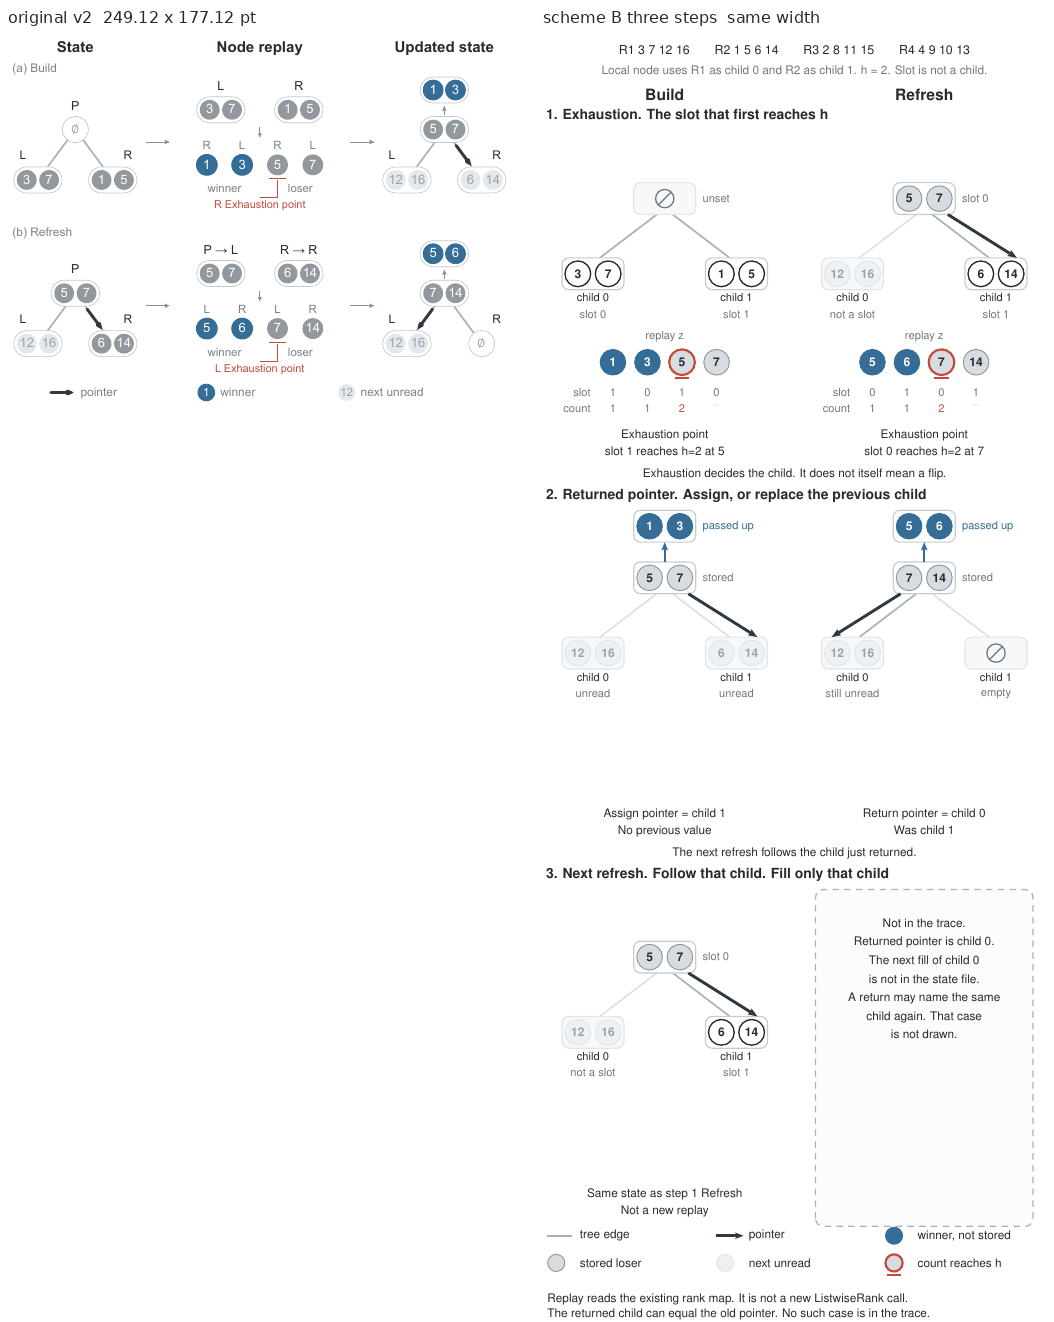 original v2  249.12 x 177.12 pt
State
Node replay
Updated state
(a) Build
P
∅
L
R
3 7
1 5
L
R
3 7
1 5
R L R L
1 3 5 7
winner
loser
R Exhaustion point
1 3
5 7
L
R
12 16
6 14
(b) Refresh
P
5 7
L
R
12 16
6 14
P → L
R → R
5 7
6 14
L R L R
5 6 7 14
winner
loser
L Exhaustion point
5 6
7 14
L
R
12 16
∅
pointer
1 winner
12 next unread
scheme B three steps  same width
R1 3 7 12 16
R2 1 5 6 14
R3 2 8 11 15
R4 4 9 10 13
Local node uses R1 as child 0 and R2 as child 1. h = 2. Slot is not a child.
Build
Refresh
1. Exhaustion. The slot that first reaches h
unset
3 7
1 5
child 0
child 1
slot 0
slot 1
5 7
slot 0
12 16
6 14
child 0
child 1
not a slot
slot 1
replay z
1 3 5 7
slot 1 0 1 0
count 1 1 2 –
Exhaustion point
slot 1 reaches h=2 at 5
replay z
5 6 7 14
slot 0 1 0 1
count 1 1 2 –
Exhaustion point
slot 0 reaches h=2 at 7
Exhaustion decides the child. It does not itself mean a flip.
2. Returned pointer. Assign, or replace the previous child
1 3
passed up
5 7
stored
12 16
6 14
child 0
child 1
unread
unread
5 6
passed up
7 14
stored
12 16
child 0
child 1
still unread
empty
Assign pointer = child 1
No previous value
Return pointer = child 0
Was child 1
The next refresh follows the child just returned.
3. Next refresh. Follow that child. Fill only that child
5 7
slot 0
12 16
6 14
child 0
child 1
not a slot
slot 1
Same state as step 1 Refresh
Not a new replay
Not in the trace.
Returned pointer is child 0.
The next fill of child 0
is not in the state file.
A return may name the same
child again. That case
is not drawn.
tree edge
pointer
winner, not stored
stored loser
next unread
count reaches h
Replay reads the existing rank map. It is not a new ListwiseRank call.
The returned child can equal the old pointer. No such case is in the trace.